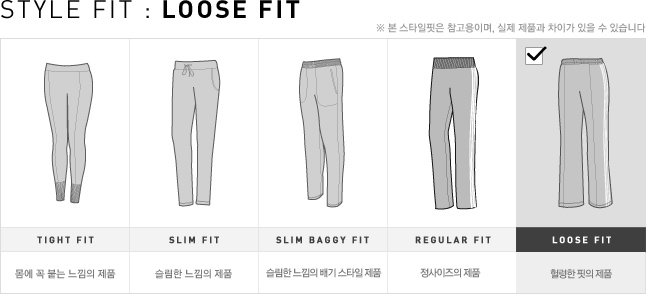 STYLE FIT : LOOSE FIT
※ 본 스타일핏은 참고용이며, 실제 제품과 차이가 있을 수 있습니다
TIGHT FIT
SLIM FIT
SLIM BAGGY FIT
REGULAR FIT
LOOSE FIT
몸에 꼭 붙는 느낌의 제품
슬림한 느낌의 제품
슬림한 느낌의 배기 스타일 제품
정사이즈의 제품
헐렁한 핏의 제품